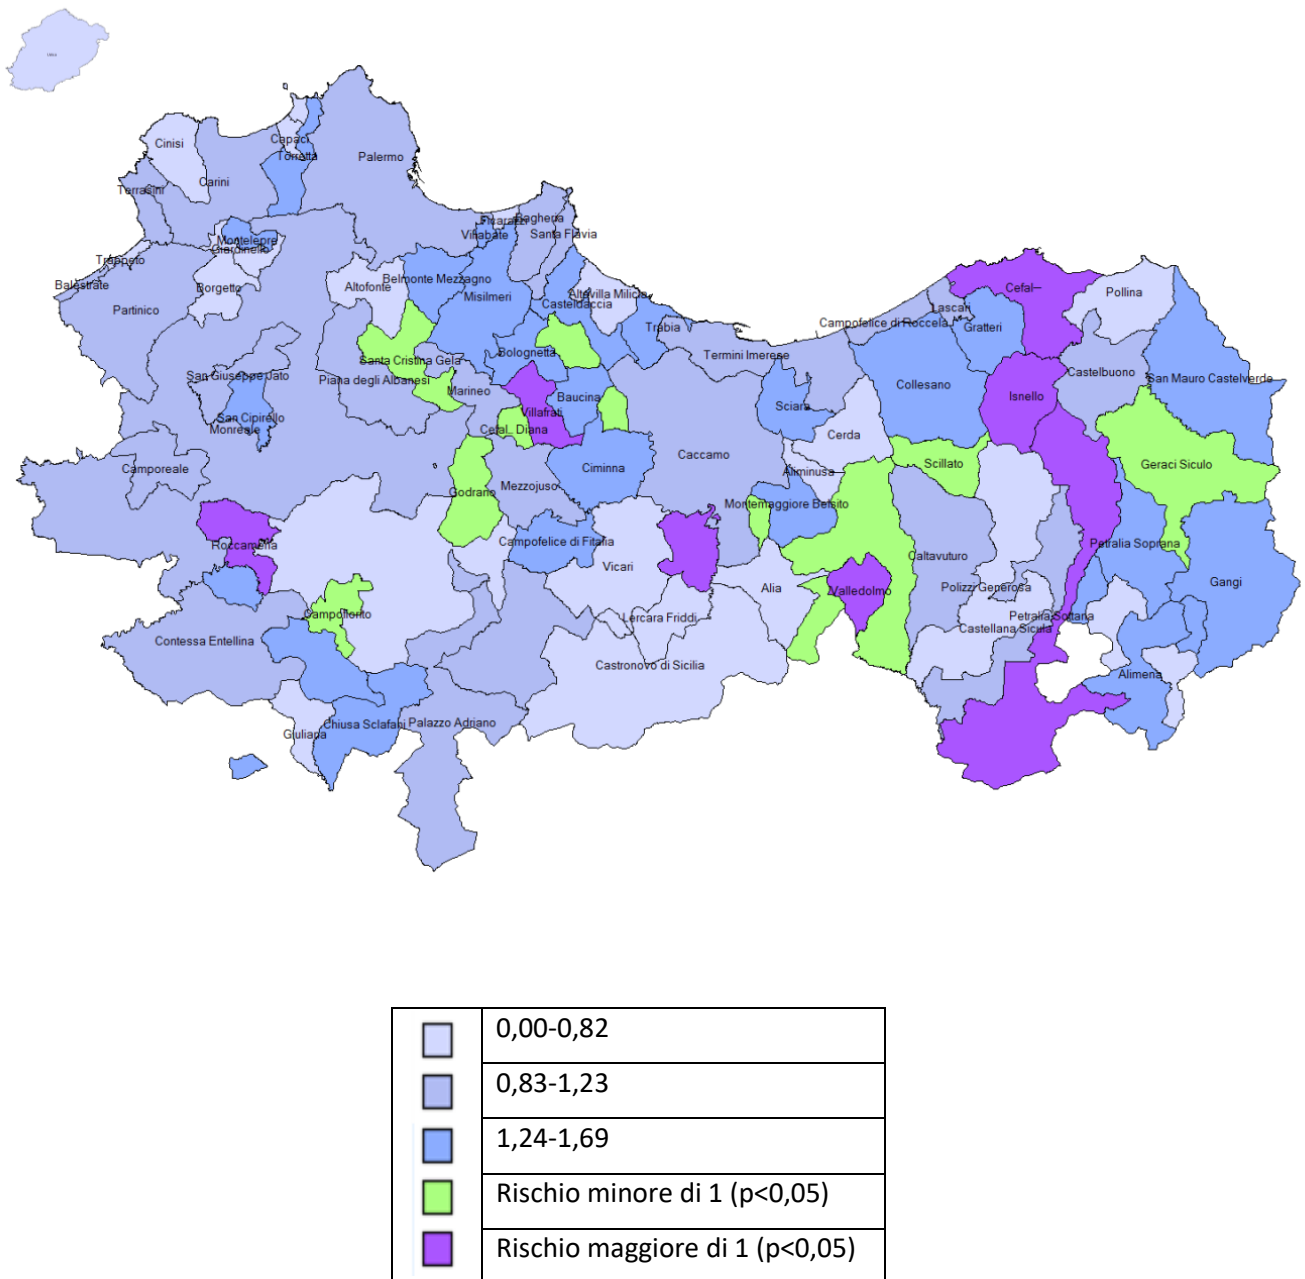 Cinisi
Capaci
Torretta
Palermo
Carini
Terrasini
Ficarazzi
Bagheria
Villabate
Santa Flavia
Montelepre
Giardinello
Trappeto
Balestrate
Borgetto
Partinico
Altofonte
Belmonte Mezzagno
Misilmeri
Altavilla Milicia
Casteldaccia
Trabia
Cefal
Pollina
Lascari
Campofelice di Roccella
Gratteri
Termini Imerese
Bolognetta
Santa Cristina Gela
San Giuseppe Jato
Piana degli Albanesi
Marineo
Castelbuono
San Mauro Castelverde
Collesano
Isnello
Baucina
Sciara
Villafrati
San Cipirello
Monreale
Cefal_ Diana
Cerda
Caccamo
Camporeale
Ciminna
Aliminusa
Scillato
Geraci Siculo
Godrano
Mezzojuso
Montemaggiore Belsito
Roccamena
Campofelice di Fitalia
Vicari
Petralia Soprana
Caltavuturo
Gangi
Alia
Valledolmo
Polizzi Generosa
Campofiorito
Lercara Friddi
Petralia Sottana
Castellana Sicula
Contessa Entellina
Castronovo di Sicilia
Alimena
Chiusa Sclafani
Palazzo Adriano
Giuliana
0,00-0,82
0,83-1,23
1,24-1,69
Rischio minore di 1 (p<0,05)
Rischio maggiore di 1 (p<0,05)